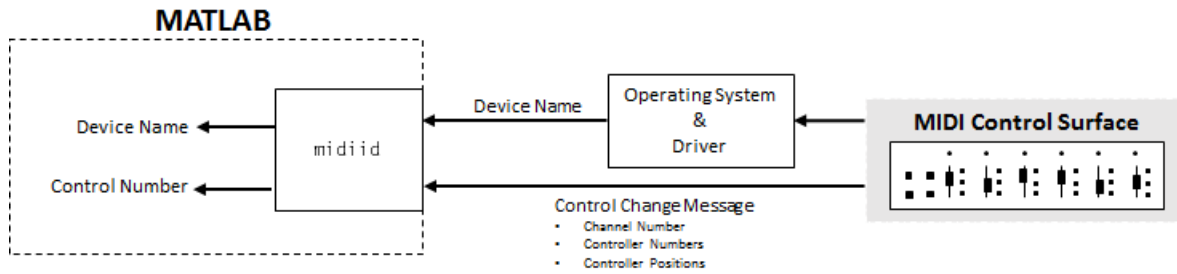 MATLAB
Device Name
Control Number
midiid
Device Name
Operating System
&
Driver
MIDI Control Surface
Control Change Message
• Channel Number
• Controller Numbers
• Controller Positions